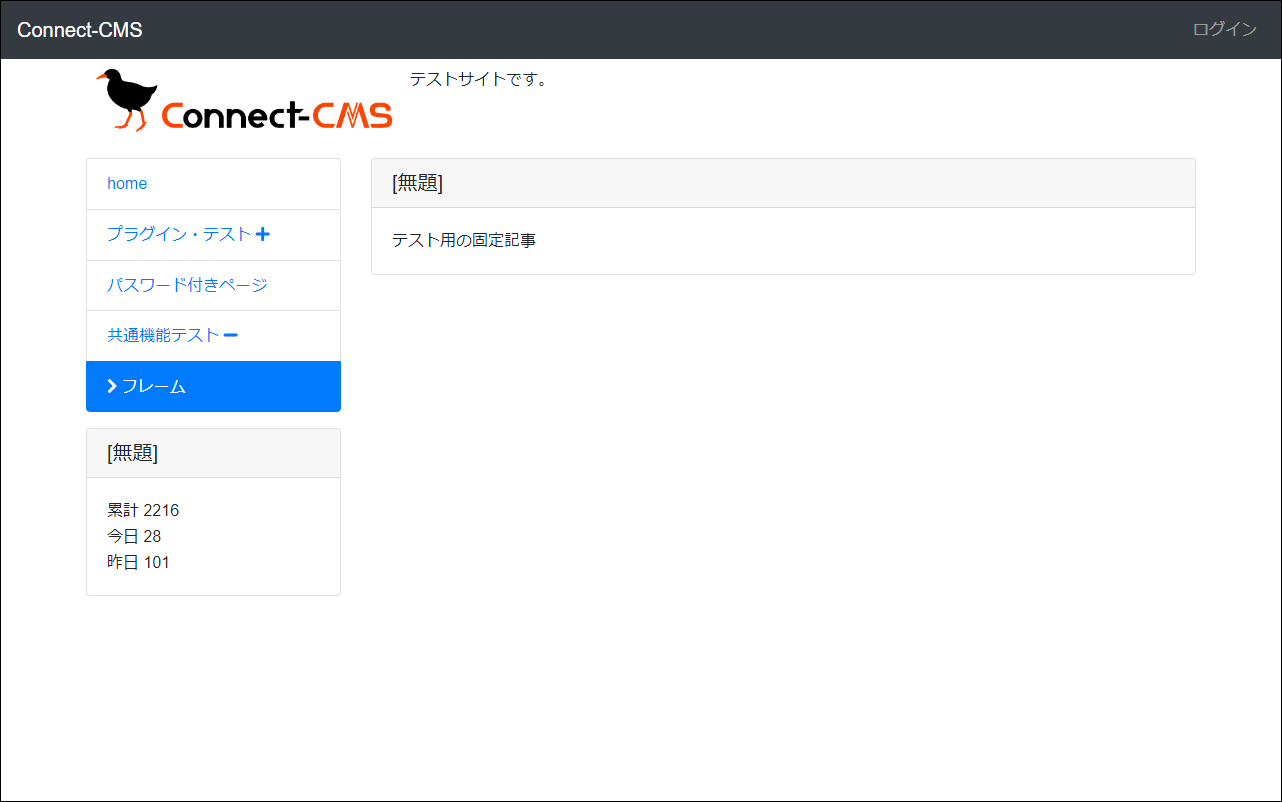 Connect-CMS
ログイン
Connect-CMS
テストサイトです。
home
プラグイン・テスト
パスワード付きページ
共通機能テスト
フレーム
[無題]
累計 2216
今日 28
昨日 101
[無題]
テスト用の固定記事